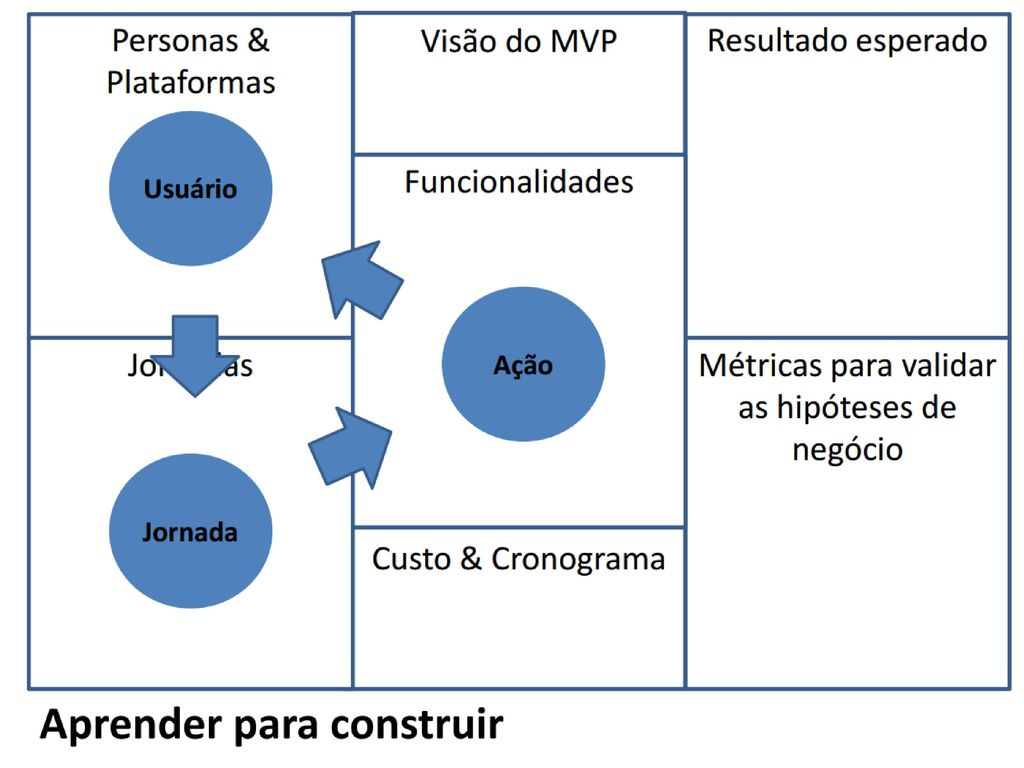 Personas &
Plataformas
Usuário
Visão do MVP
Resultado esperado
Funcionalidades
Ação
Jornada
Custo & Cronograma
Métricas para validar
as hipóteses de
negócio
Aprender para construir